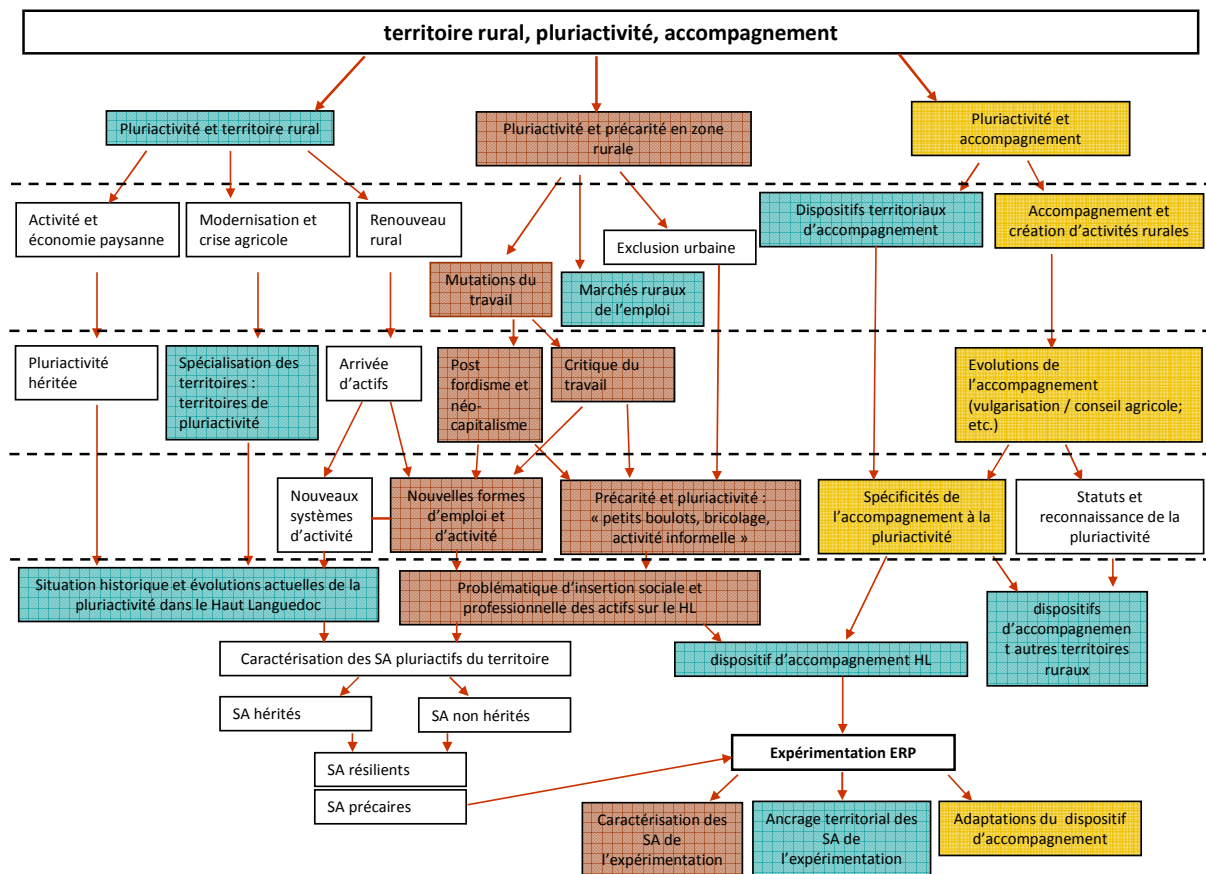 territoire rural, pluriactivité, accompagnement
Pluriactivité et territoire rural
Pluriactivité et précarité en zone
rurale
Pluriactivité et
accompagnement
Activité et
économie paysanne
Modernisation et
crise agricole
Renouveau
rural
Exclusion urbaine
Dispositifs territoriaux
d’accompagnement
Accompagnement et
création d’activités rurales
Mutations du
travail
Marchés ruraux
de l’emploi
Pluriactivité
héritée
Spécialisation des
territoires :
territoires de
pluriactivité
Arrivée
d’actifs
Post
fordisme et
néo-
capitalisme
Critique du
travail
Evolutions de
l’accompagnement
(vulgarisation / conseil agricole;
etc.)
Nouveaux
systèmes
d’activité
Nouvelles formes
d’emploi et
d’activité
Précarité et pluriactivité :
« petits boulots, bricolage,
activité informelle »
Spécificités de
l’accompagnement à la
pluriactivité
Statuts et
reconnaissance de la
pluriactivité
Situation historique et évolutions actuelles de la
pluriactivité dans le Haut Languedoc
Problématique d’insertion sociale et
professionnelle des actifs sur le HL
dispositifs
d’accompagnemen
t autres territoires
ruraux
Caractérisation des SA pluriactifs du territoire
dispositif d’accompagnement HL
SA hérités
SA non hérités
SA résilients
SA précaires
Expérimentation ERP
Caractérisation des
SA de
l’expérimentation
Ancrage territorial des
SA de
l’expérimentation
Adaptations du dispositif
d’accompagnement